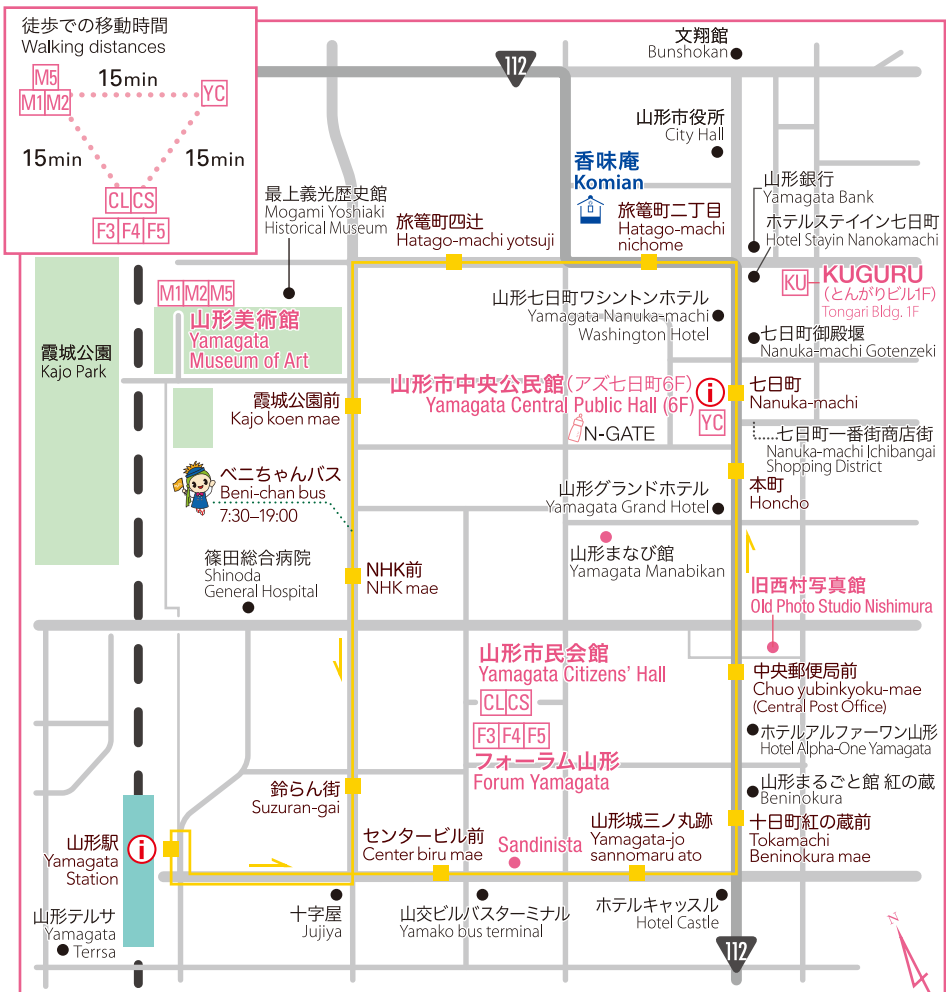 徒歩での移動時間
Walking distances
M5
M1 M2
15min
YC
15min
15min
CL CS
F3 F4 F5
112
文翔館
Bunshokan
山形市役所
City Hall
香味庵
Komian
山形銀行
Yamagata Bank
ホテルステイイン七日町
Hotel Stayin Nanokamachi
最上義光歴史館
Mogami Yoshiaki
Historical Museum
旅篭町四辻
Hatago-machi yotsuji
旅篭町二丁目
Hatago-machi
nichome
KU
KUGURU
(とんがりビル1F)
Tongari Bldg. 1F
M1 M2 M5
山形美術館
Yamagata
Museum of Art
山形七日町ワシントンホテル
Yamagata Nanuka-machi
Washington Hotel
七日町御殿堰
Nanuka-machi Gotenzeki
霞城公園
Kajo Park
山形市中央公民館(アズ七日町6F)
Yamagata Central Public Hall (6F)
i
YC
七日町
Nanuka-machi
霞城公園前
Kajo koen mae
N-GATE
七日町一番街商店街
Nanuka-machi Ichibangai
Shopping District
ベニちゃんバス
Beni-chan bus
7:30–19:00
本町
Honcho
山形グランドホテル
Yamagata Grand Hotel
山形まなび館
Yamagata Manabikan
篠田総合病院
Shinoda
General Hospital
NHK前
NHK mae
旧西村写真館
Old Photo Studio Nishimura
山形市民会館
Yamagata Citizens' Hall
CL CS
F3 F4 F5
フォーラム山形
Forum Yamagata
中央郵便局前
Chuo yubinkyoku-mae
(Central Post Office)
ホテルアルファーワン山形
Hotel Alpha-One Yamagata
鈴らん街
Suzuran-gai
山形まるごと館 紅の蔵
Beninokura
山形駅
Yamagata
Station
i
センタービル前
Center biru mae
Sandinista
山形城三ノ丸跡
Yamagata-jo
sannomaru ato
十日町紅の蔵前
Tokamachi
Beninokura mae
山形テルサ
Yamagata
Terrsa
十字屋
Jujiya
山交ビルバスターミナル
Yamako bus terminal
ホテルキャッスル
Hotel Castle
112
N